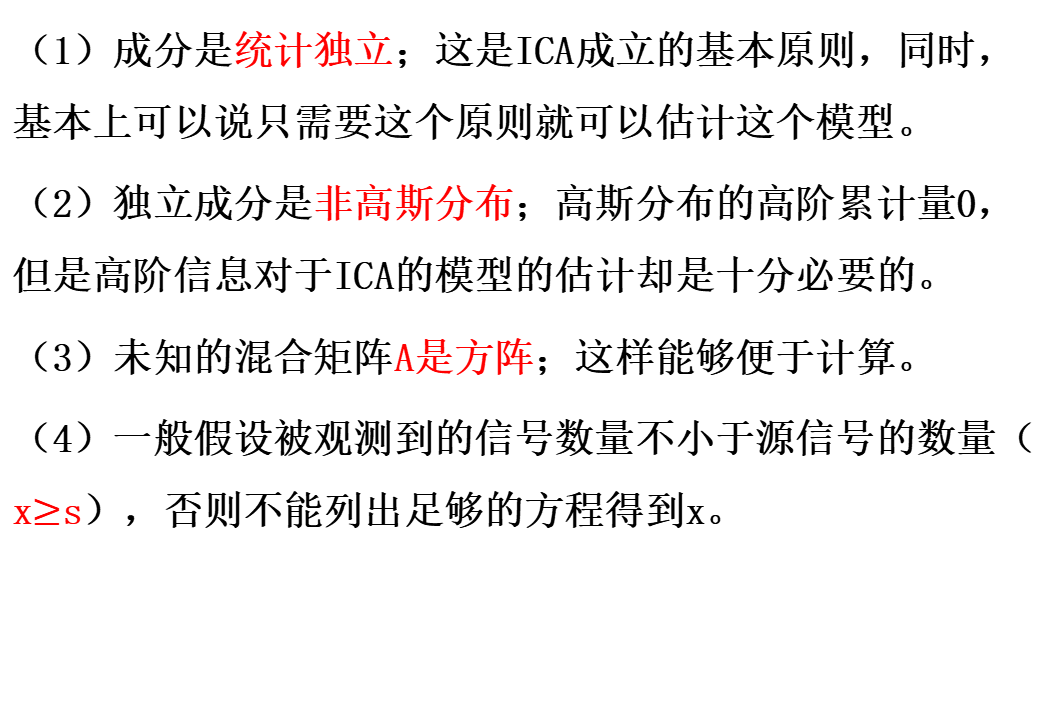 （1）成分是统计独立；这是ICA成立的基本原则，同时，
基本上可以说只需要这个原则就可以估计这个模型。
（2）独立成分是非高斯分布；高斯分布的高阶累计量0，
但是高阶信息对于ICA的模型的估计却是十分必要的。
（3）未知的混合矩阵A是方阵；这样能够便于计算。
（4）一般假设被观测到的信号数量不小于源信号的数量（
x≥s），否则不能列出足够的方程得到x。